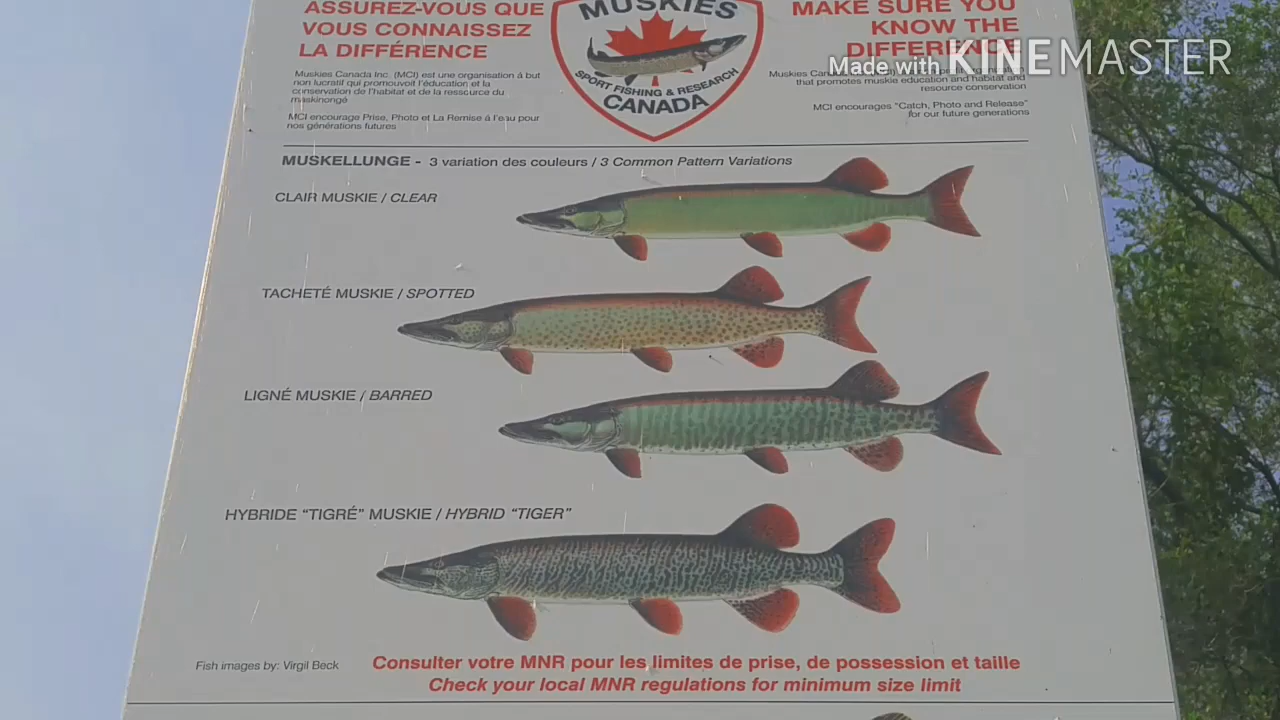 ASSUREZ-VOUS QUE
VOUS CONNAISSEZ
LA DIFFÉRENCE
Muskies Canada Inc. (MCI) est une organisation à but
non lucratif qui promouvoir l'éducation et la
conservation de l'habitat et de la ressource du
maskinongé
MCI encourage Prise, Photo et La Remise à l'eau pour
nos générations futures
MUSKIES
SPORT FISHING & RESEARCH
CANADA
MAKE SURE YOU
KNOW THE
DIFFERENCE
Made with KINEMASTER
Muskies
that promotes muskie education and habitat and
resource conservation
MCI encourages "Catch, Photo and Release"
for our future generations
MUSKELLUNGE - 3 variation des couleurs / 3 Common Pattern Variations
CLAIR MUSKIE / CLEAR
TACHETÉ MUSKIE / SPOTTED
LIGNÉ MUSKIE / BARRED
HYBRIDE "TIGRÉ" MUSKIE / HYBRID "TIGER"
Fish images by: Virgil Beck
Consulter votre MNR pour les limites de prise, de possession et taille
Check your local MNR regulations for minimum size limit